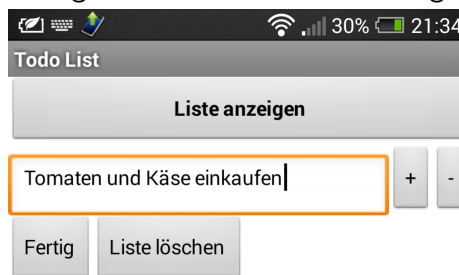 30% 21:34
Todo List
Liste anzeigen
Tomaten und Käse einkaufen + -
Fertig Liste löschen